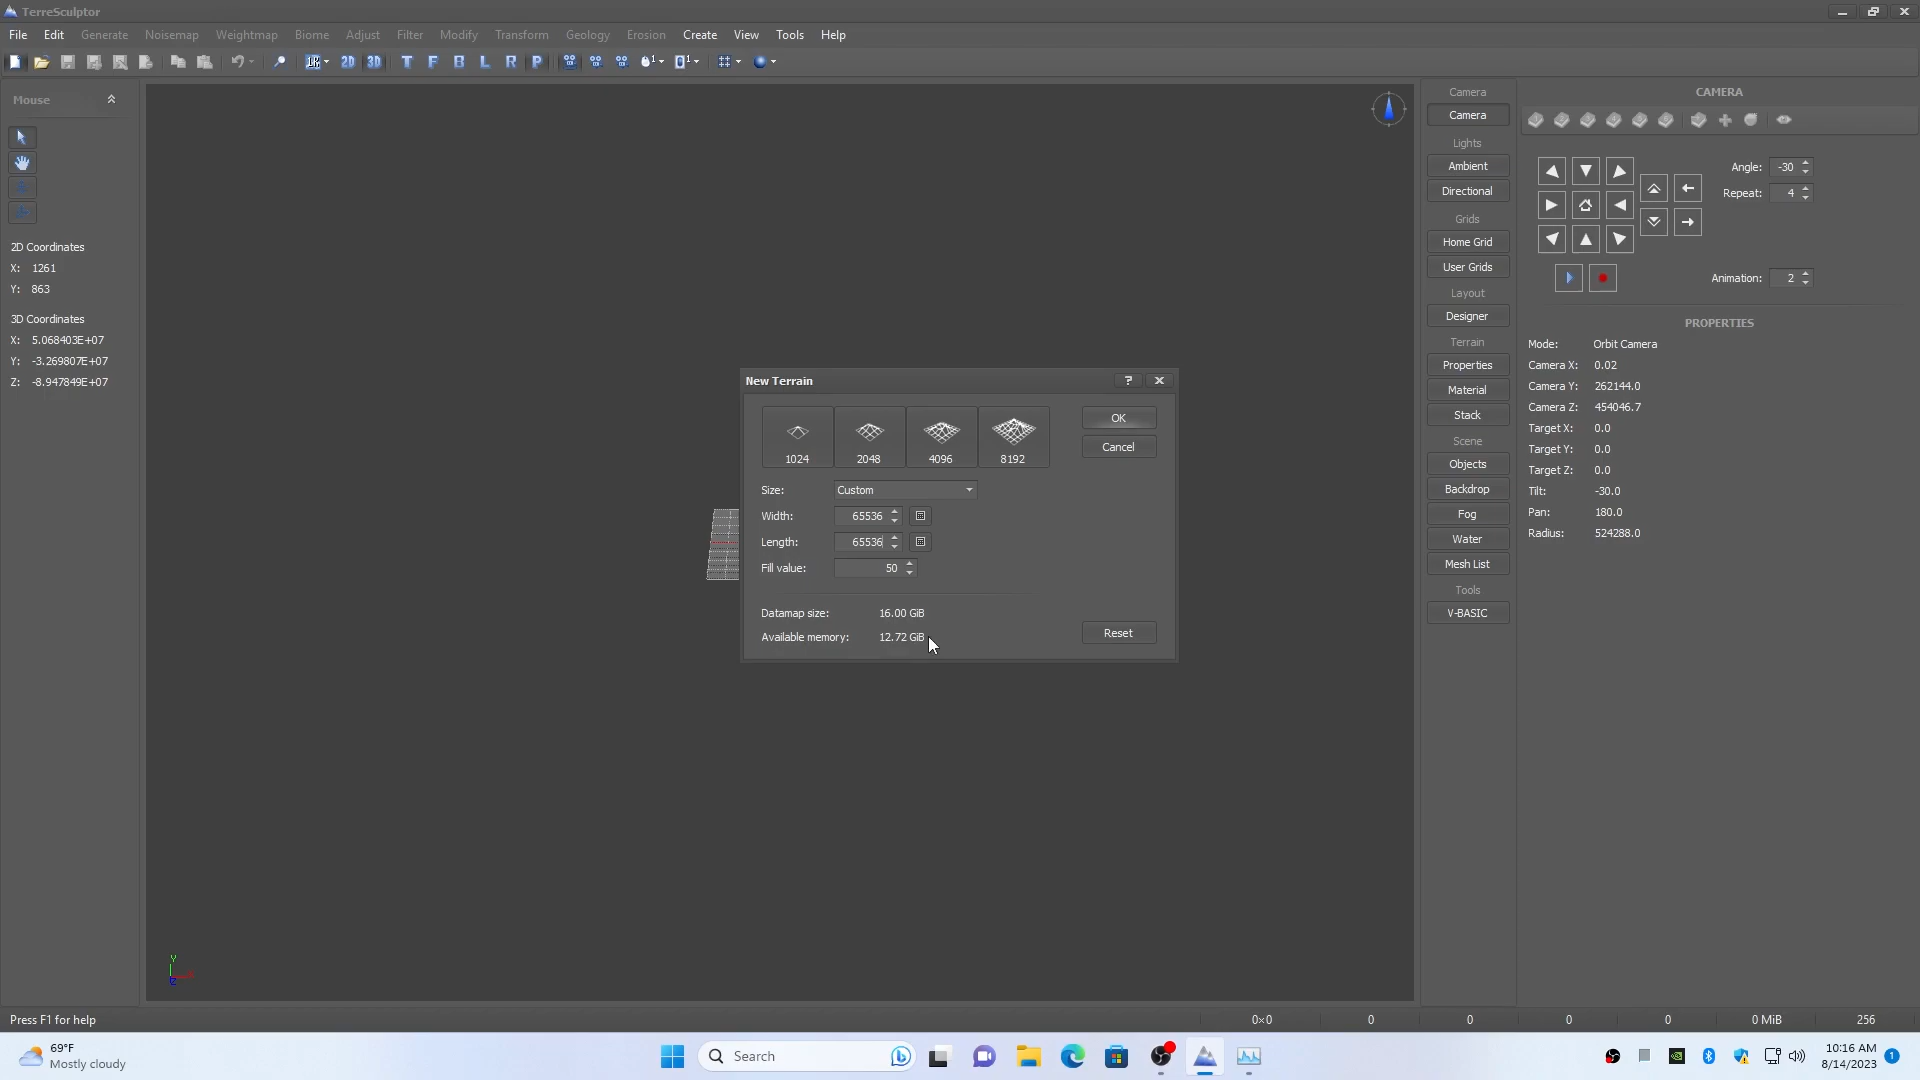 TerreSculptor
File Edit Generate Noisemap Weightmap Biome Adjust Filter Modify Transform Geology Erosion Create View Tools Help
2D 3D T F B L R P
Mouse
2D Coordinates
X: 1261
Y: 863
3D Coordinates
X: 5.068403E+07
Y: -3.269807E+07
Z: -8.947849E+07
New Terrain
?
1024 2048 4096 8192
OK
Cancel
Size: Custom
Width: 65536
Length: 65536
Fill value: 50
Datamap size: 16.00 GiB
Available memory: 12.72 GiB
Reset
Y
Camera
Camera
Lights
Ambient
Directional
Grids
Home Grid
User Grids
Layout
Designer
Terrain
Properties
Material
Stack
Scene
Objects
Backdrop
Fog
Water
Mesh List
Tools
V-BASIC
CAMERA
Angle: -30
Repeat: 4
Animation: 2
PROPERTIES
Mode: Orbit Camera
Camera X: 0.02
Camera Y: 262144.0
Camera Z: 454046.7
Target X: 0.0
Target Y: 0.0
Target Z: 0.0
Tilt: -30.0
Pan: 180.0
Radius: 524288.0
Press F1 for help
0×0 0 0 0 0 0 MiB 256
69°F
Mostly cloudy
Search
10:16 AM
8/14/2023
1